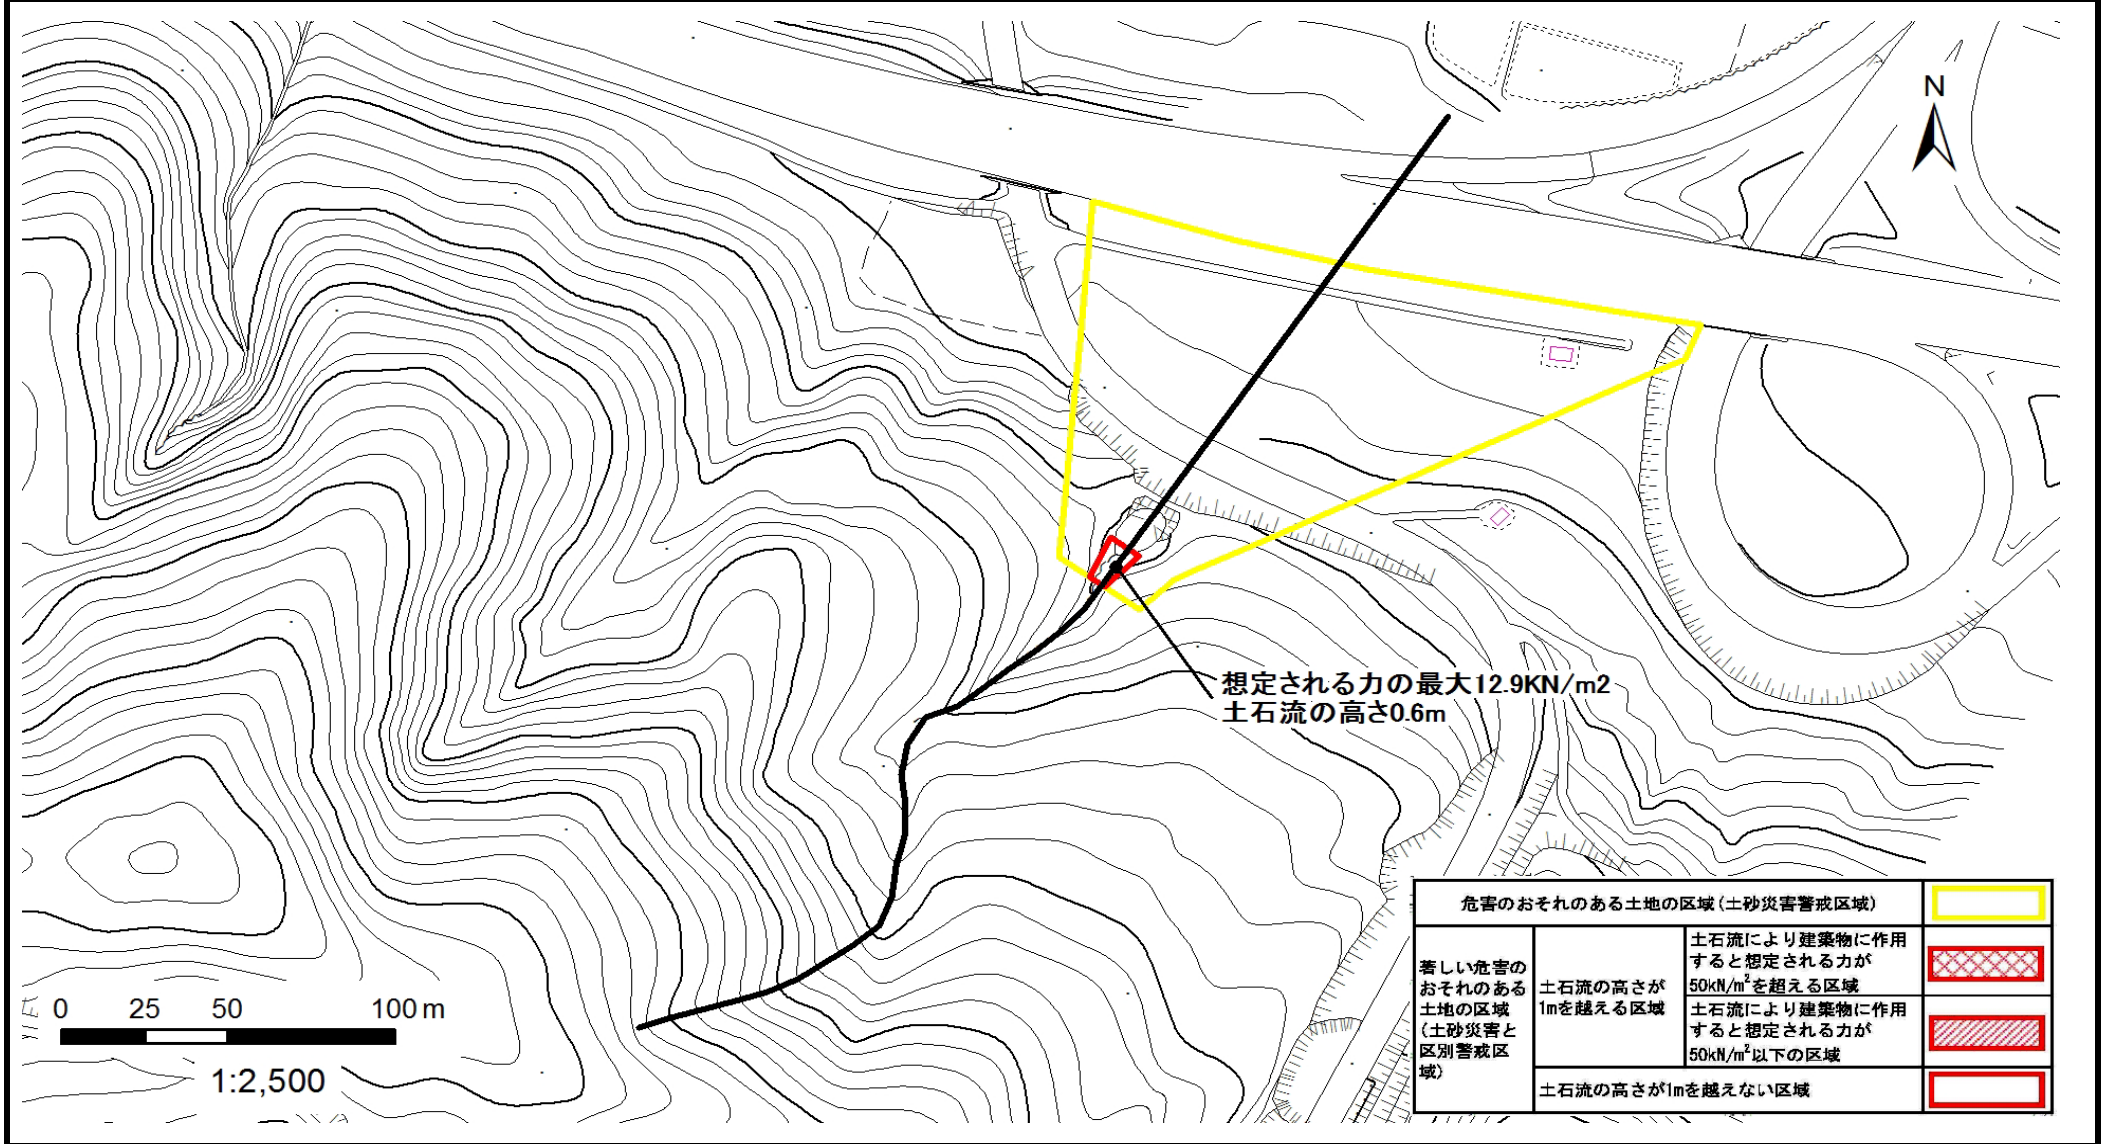 N
想定される力の最大12.9KN/m2
土石流の高さ0.6m
0 25 50 100m
1:2,500
危害のおそれのある土地の区域(土砂災害警戒区域)
著しい危害の
おそれのある
土地の区域
(土砂災害と
区別警戒区
域)
土石流の高さが
1mを越える区域
土石流により建築物に作用
すると想定される力が
50kN/m²を超える区域
土石流により建築物に作用
すると想定される力が
50kN/m²以下の区域
土石流の高さが1mを越えない区域